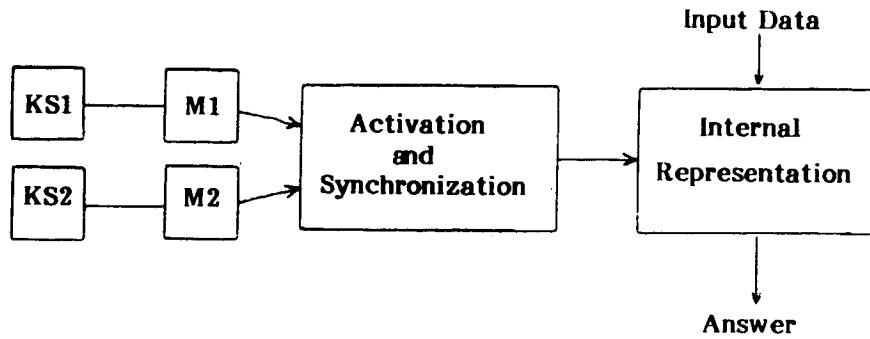 Input Data
KS1
M1
Activation
and
Synchronization
Internal
Representation
KS2
M2
Answer